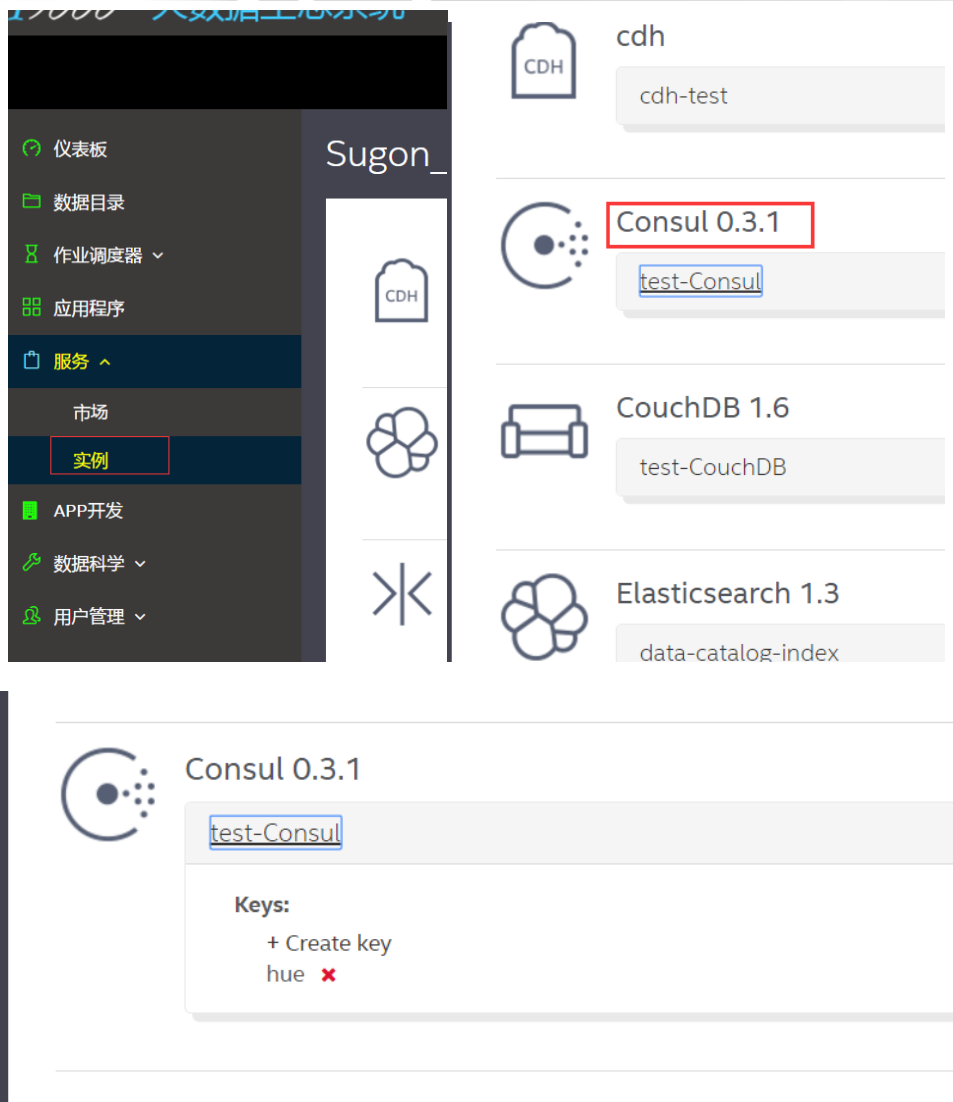 仪表板
数据目录
作业调度器
应用程序
服务
市场
实例
APP开发
数据科学
用户管理
Sugon_
CDH
CDH
cdh
cdh-test
Consul 0.3.1
test-Consul
CouchDB 1.6
test-CouchDB
Elasticsearch 1.3
data-catalog-index
Consul 0.3.1
test-Consul
Keys:
+ Create key
hue